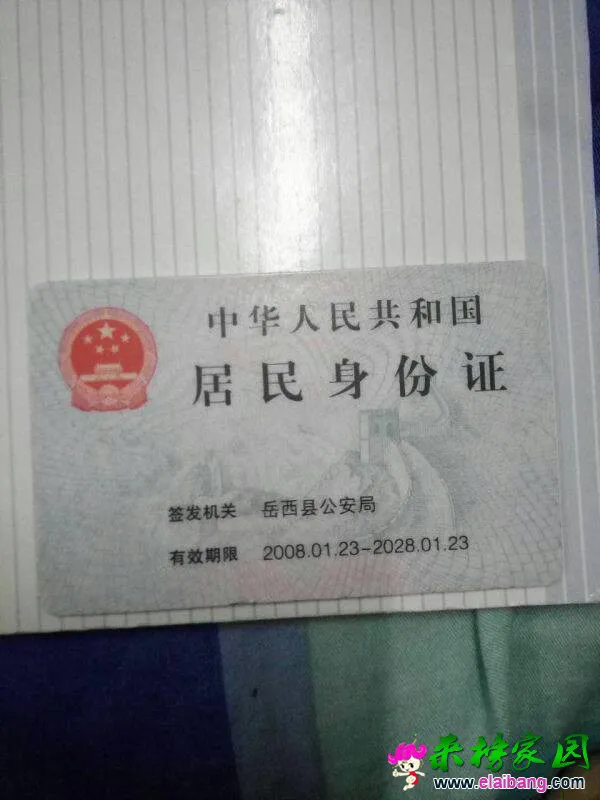 中华人民共和国
居民身份证
签发机关 岳西县公安局
有效期限 2008.01.23-2028.01.23
来榜家园
www.elaibang.com